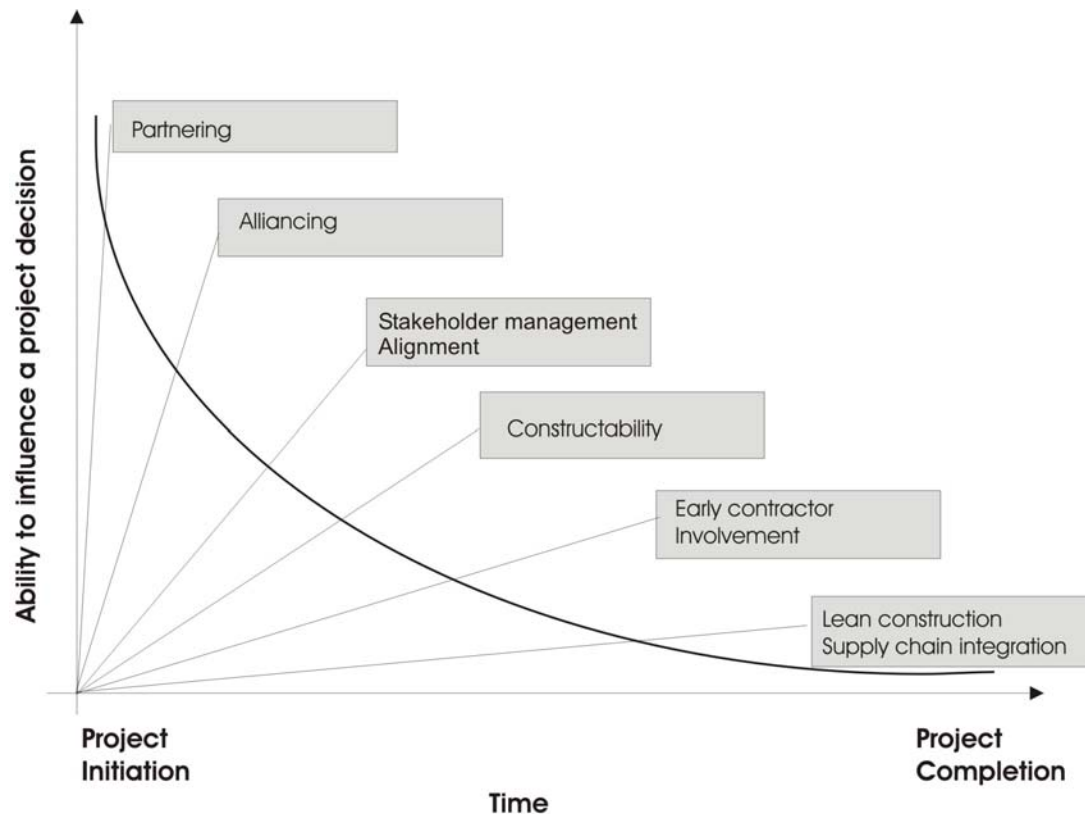 Ability to influence a project decision
Partnering
Alliancing
Stakeholder management
Alignment
Constructability
Early contractor
Involvement
Lean construction
Supply chain integration
Project
Initiation
Project
Completion
Time